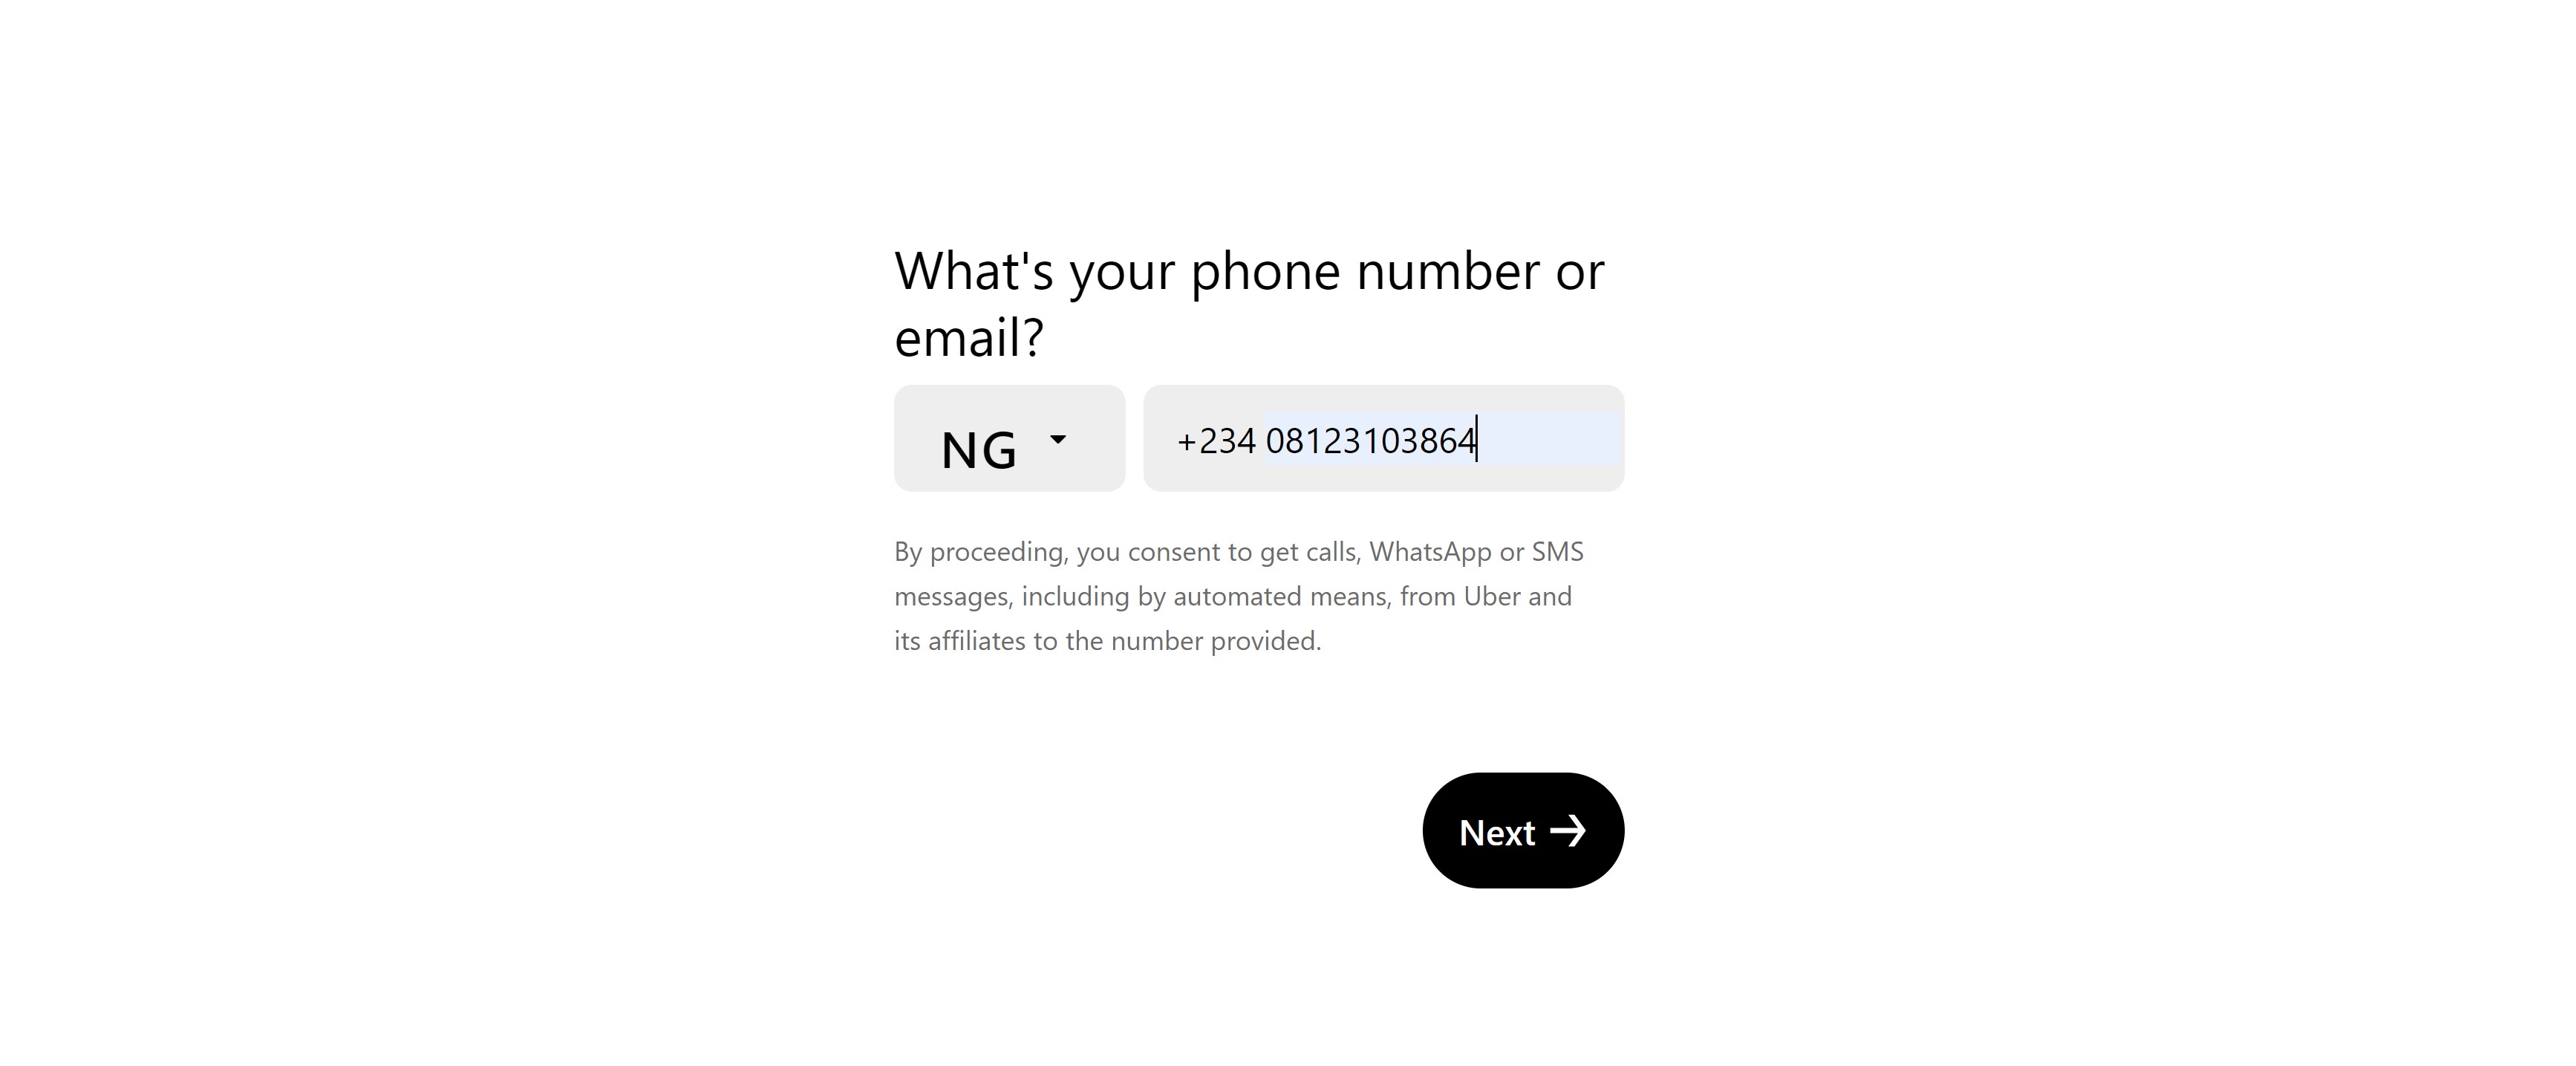 What's your phone number or
email?
NG
+234 08123103864
By proceeding, you consent to get calls, WhatsApp or SMS
messages, including by automated means, from Uber and
its affiliates to the number provided.
Next